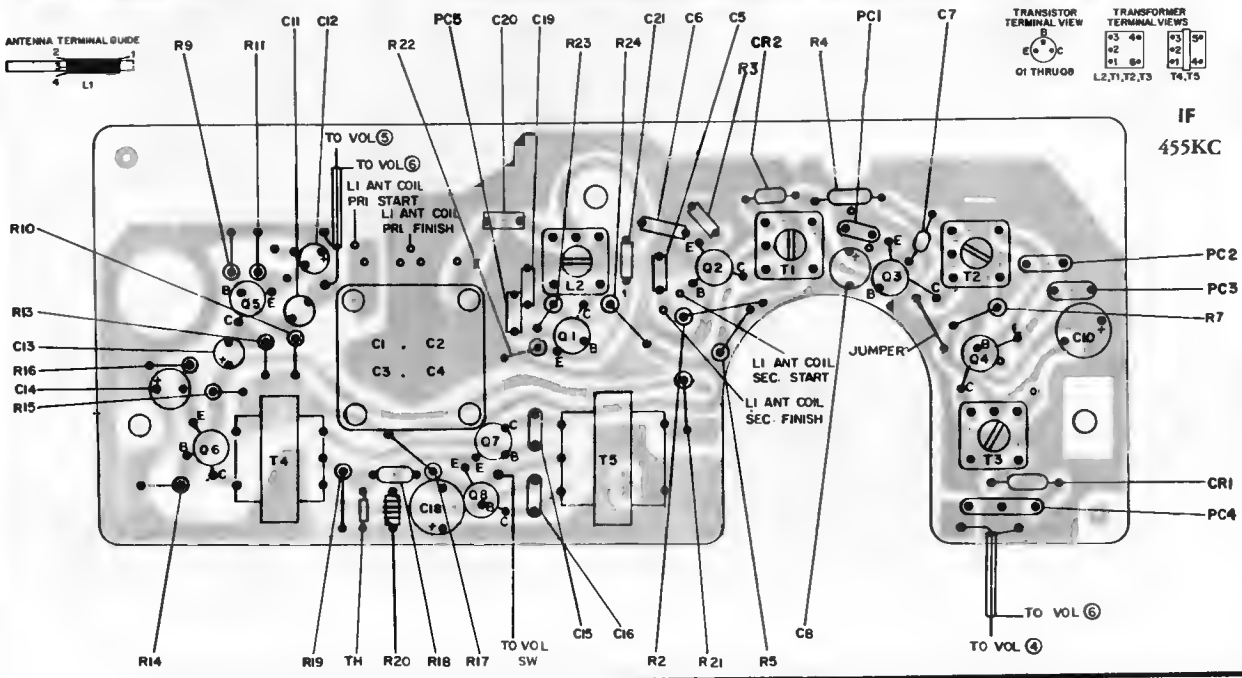 C11 C12 PC5 C20 C19 C21 C6 C5 PC1 C7
TRANSISTOR TERMINAL VIEW
B
E C
Q1 THRU Q8
TRANSFORMER TERMINAL VIEWS
3 4
2
1 6
L2,T1,T2,T3
3 5
2
1 4
T4,T5
ANTENNA TERMINAL GUIDE
2 1
3
4
L1
R9 R11 R22 R23 R24 CR2 R4
R3
IF
455KC
TO VOL ⑤
TO VOL ⑥
LI ANT COIL
PRI START
LI ANT COIL
PRI. FINISH
R10
R13
C13
R16
C14
R15
B Q5 E
C
+
+
+
C1 C2
C3 C4
L2
C
Q1
E B
E
Q2
C
B
T1
+
E
Q3
B C
T2
PC2
PC3
R7
C10
+
E
B
Q4
C
JUMPER
LI ANT COIL
SEC. START
LI ANT COIL
SEC. FINISH
E
B Q6
C
T4
C
Q7
B
E
E
Q8
B
C
C18
+
T5
T3
CR1
PC4
R14 R19 TH R20 R18 R17
TO VOL
SW
C15 C16 R2 R21 R5 C8
TO VOL ⑥
TO VOL ④